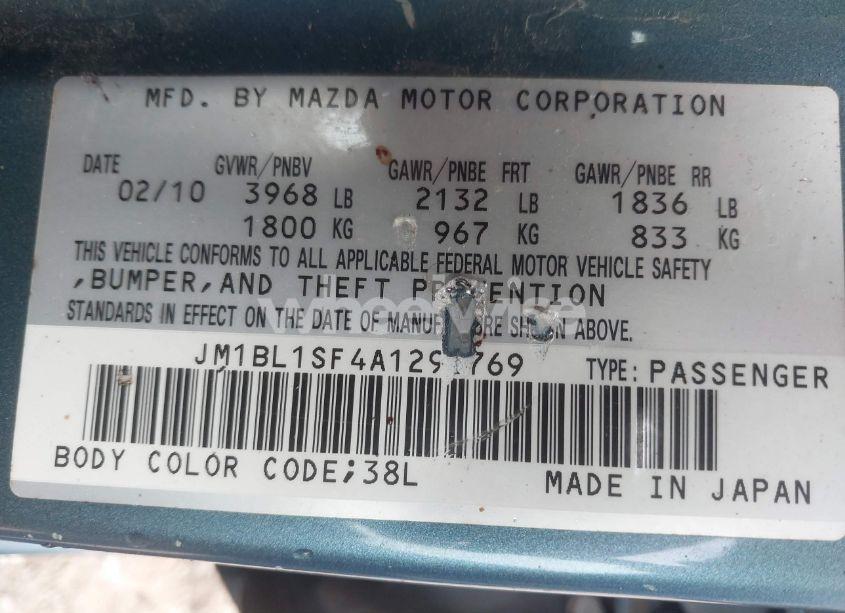 MFD. BY MAZDA MOTOR CORPORATION
DATE GVWR/PNBV GAWR/PNBE FRT GAWR/PNBE RR
02/10 3968 LB 2132 LB 1836 LB
1800 KG 967 KG 833 KG
THIS VEHICLE CONFORMS TO ALL APPLICABLE FEDERAL MOTOR VEHICLE SAFETY
,BUMPER,AND THEFT PREVENTION
STANDARDS IN EFFECT ON THE DATE OF MANUFACTURE SHOWN ABOVE.
TYPE: PASSENGER
BODY COLOR CODE;38L
MADE IN JAPAN